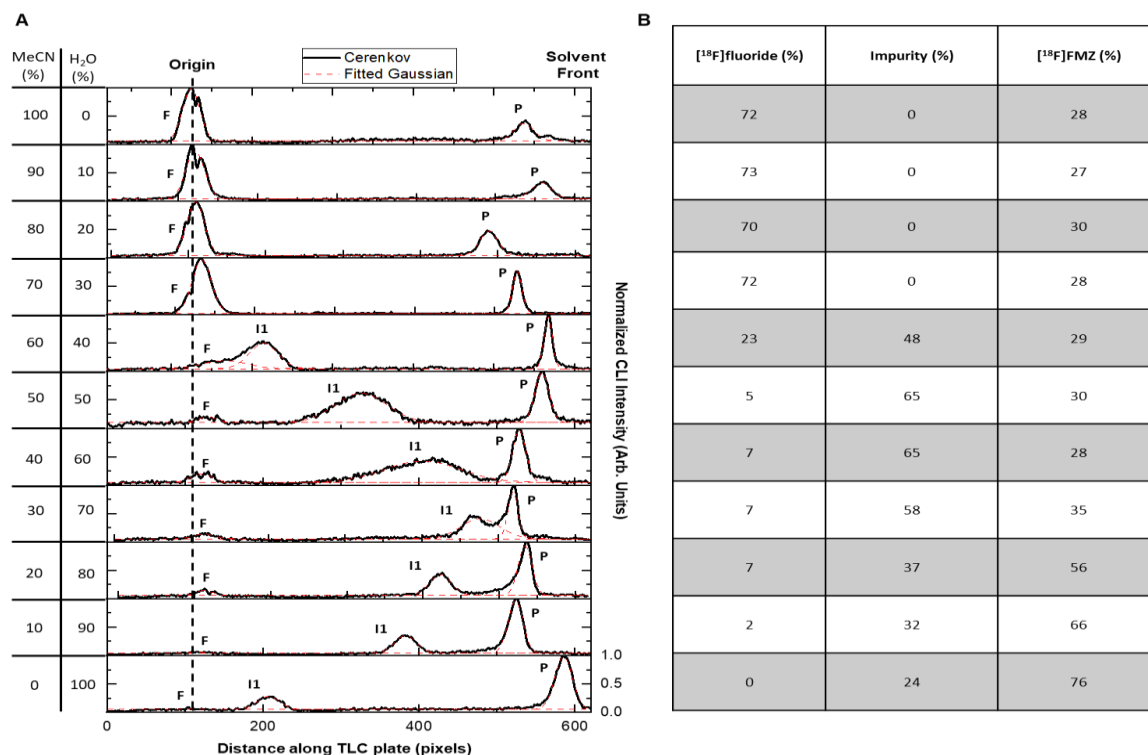 A
B
MeCN (%)
H₂O (%)
Origin
Cerenkov
Fitted Gaussian
Solvent Front
[¹⁸F]fluoride (%) Impurity (%) [¹⁸F]FMZ (%)
100 0 F P 72 0 28
90 10 F P 73 0 27
80 20 F P 70 0 30
70 30 F P 72 0 28
60 40 F I1 P 23 48 29
50 50 F I1 P 5 65 30
40 60 F I1 P 7 65 28
30 70 F I1 P 7 58 35
20 80 F I1 P 7 37 56
10 90 F I1 P 2 32 66
0 100 F I1 P 0 24 76
Normalized CLI Intensity (Arb. Units)
1.0
0.5
0.0
0 200 400 600
Distance along TLC plate (pixels)